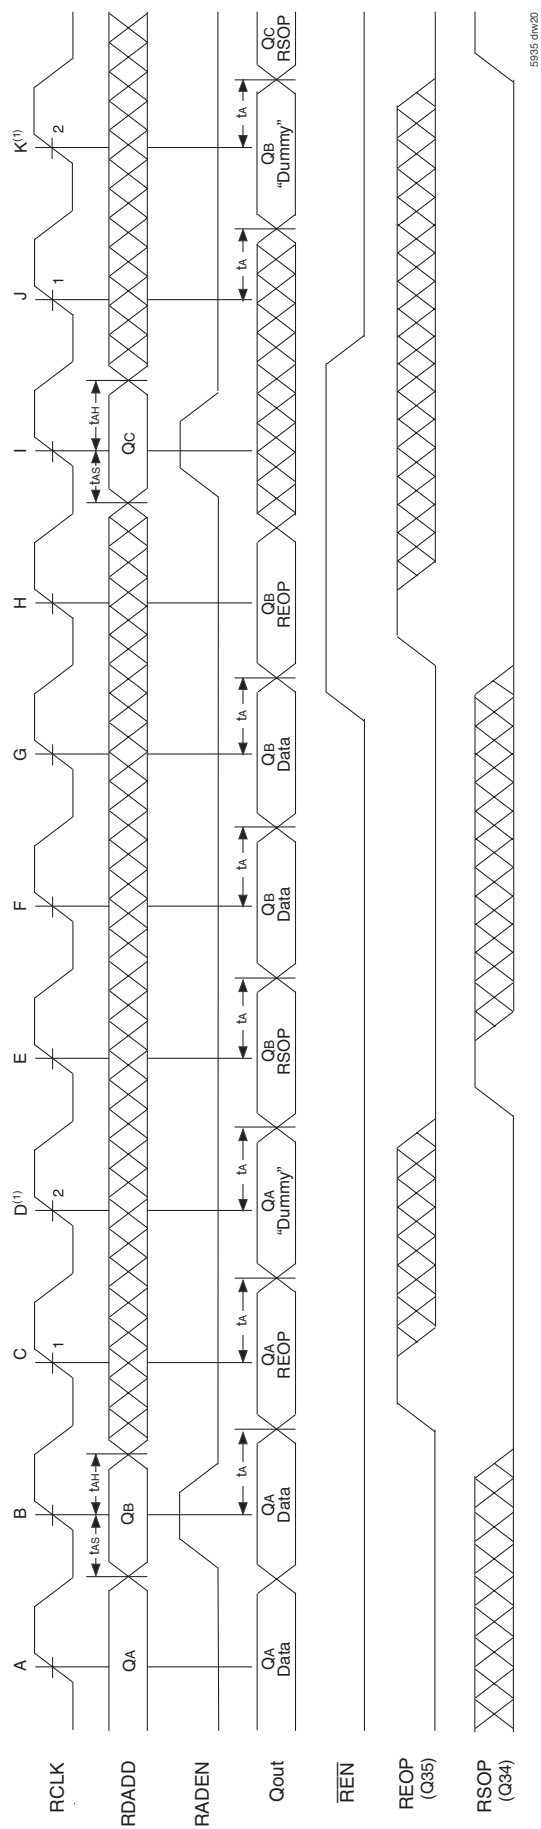 A B C D(1) E F G H I J K(1)
RCLK 1 2 1 2
tAS tAH tAS tAH
RDADD QA QB QC
RADEN
tA tA tA tA tA tA tA tA
Qout QA Data QA Data QA REOP QA “Dummy” QB RSOP QB Data QB Data QB REOP QB “Dummy” QC RSOP
REN
REOP
(Q35)
RSOP
(Q34)
5935 drw20